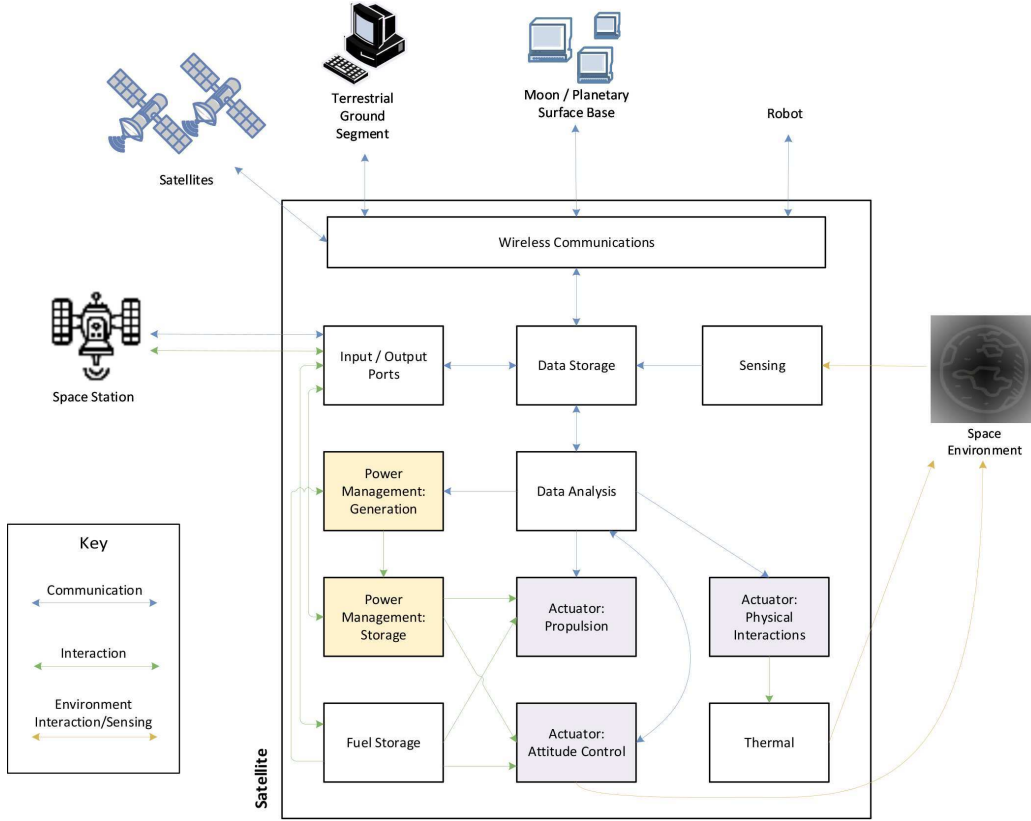 Terrestrial
Ground
Segment
Moon / Planetary
Surface Base
Robot
Satellites
Wireless Communications
Space Station
Input / Output
Ports
Data Storage
Sensing
Space
Environment
Power
Management:
Generation
Data Analysis
Key
Communication
Interaction
Environment
Interaction/Sensing
Power
Management:
Storage
Actuator:
Propulsion
Actuator:
Physical
Interactions
Fuel Storage
Actuator:
Attitude Control
Thermal
Satellite